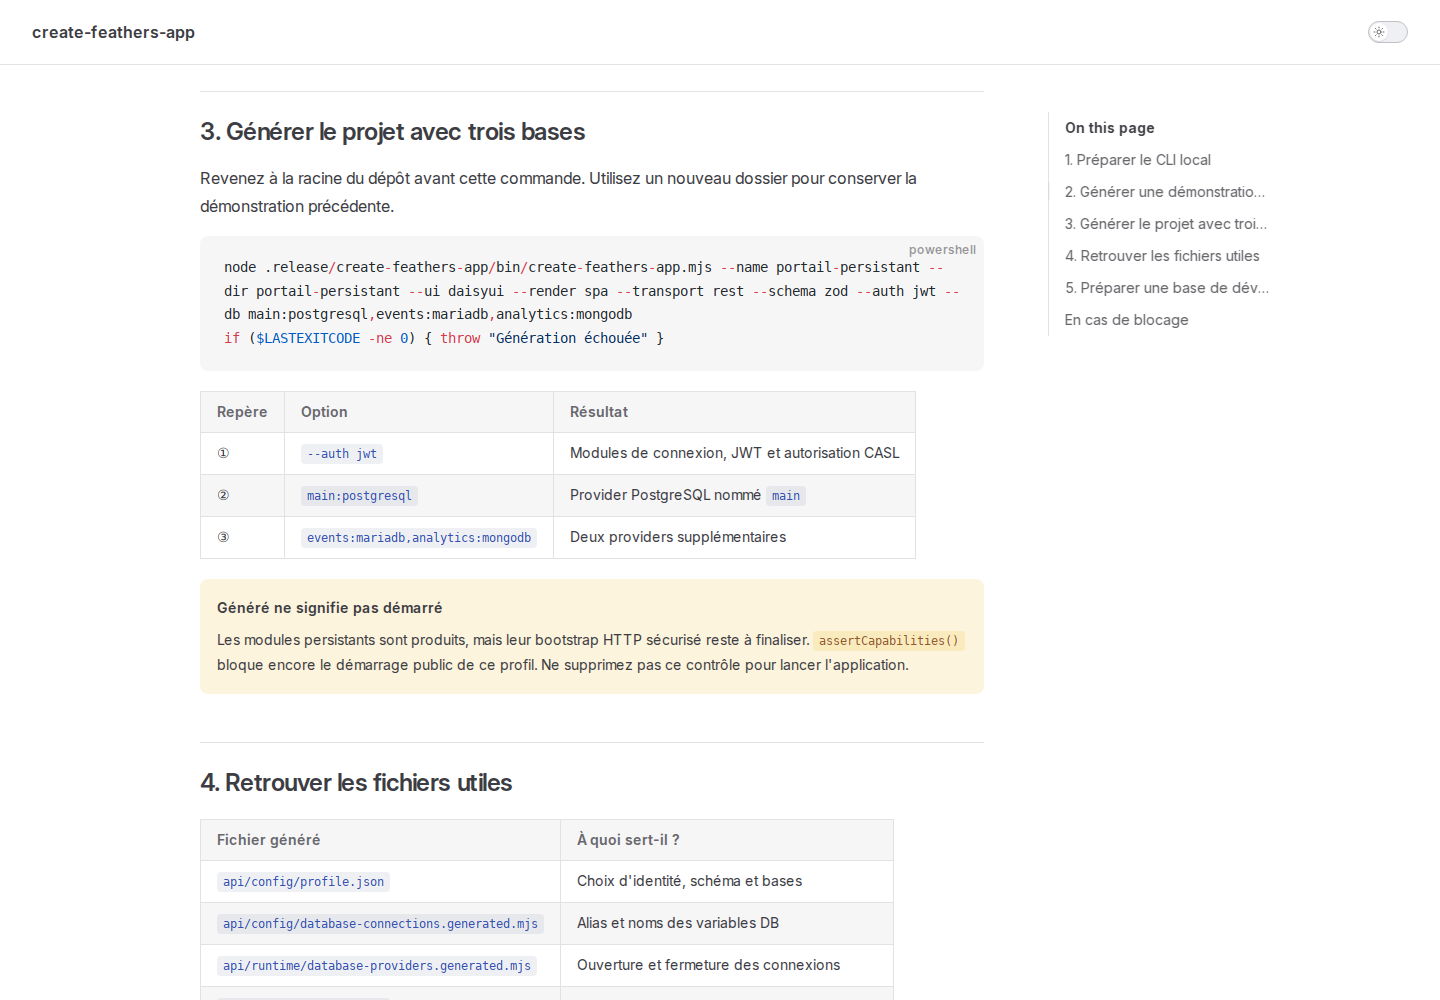 create-feathers-app
3. Générer le projet avec trois bases
Revenez à la racine du dépôt avant cette commande. Utilisez un nouveau dossier pour conserver la
démonstration précédente.
powershell
node .release/create-feathers-app/bin/create-feathers-app.mjs --name portail-persistant --
dir portail-persistant --ui daisyui --render spa --transport rest --schema zod --auth jwt --
db main:postgresql,events:mariadb,analytics:mongodb
if ($LASTEXITCODE -ne 0) { throw "Génération échouée" }
Repère Option Résultat
① --auth jwt Modules de connexion, JWT et autorisation CASL
② main:postgresql Provider PostgreSQL nommé main
③ events:mariadb,analytics:mongodb Deux providers supplémentaires
Généré ne signifie pas démarré
Les modules persistants sont produits, mais leur bootstrap HTTP sécurisé reste à finaliser. assertCapabilities()
bloque encore le démarrage public de ce profil. Ne supprimez pas ce contrôle pour lancer l'application.
4. Retrouver les fichiers utiles
Fichier généré À quoi sert-il ?
api/config/profile.json Choix d'identité, schéma et bases
api/config/database-connections.generated.mjs Alias et noms des variables DB
api/runtime/database-providers.generated.mjs Ouverture et fermeture des connexions
On this page
1. Préparer le CLI local
2. Générer une démonstratio…
3. Générer le projet avec troi…
4. Retrouver les fichiers utiles
5. Préparer une base de dév…
En cas de blocage